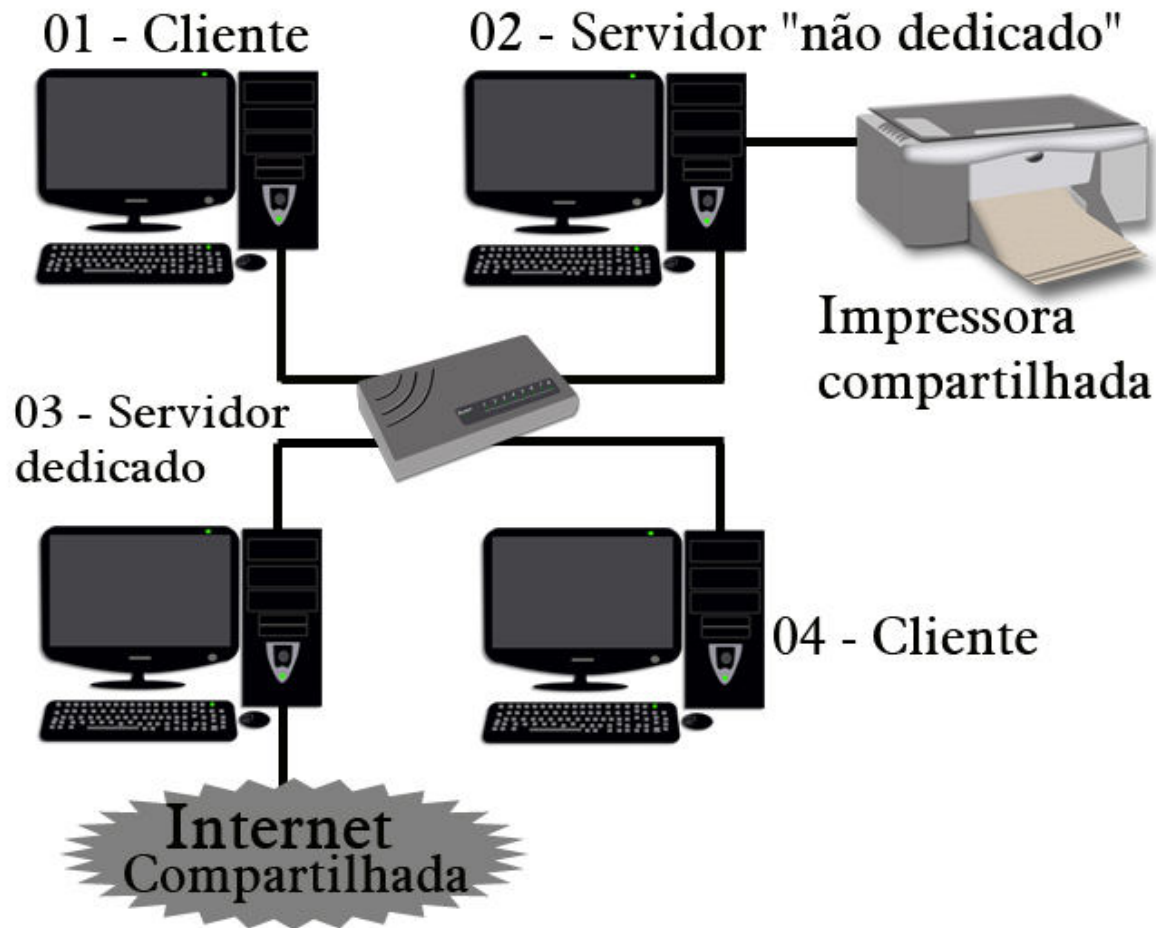 01 - Cliente
02 - Servidor "não dedicado"
Impressora
compartilhada
03 - Servidor
dedicado
04 - Cliente
Internet
Compartilhada